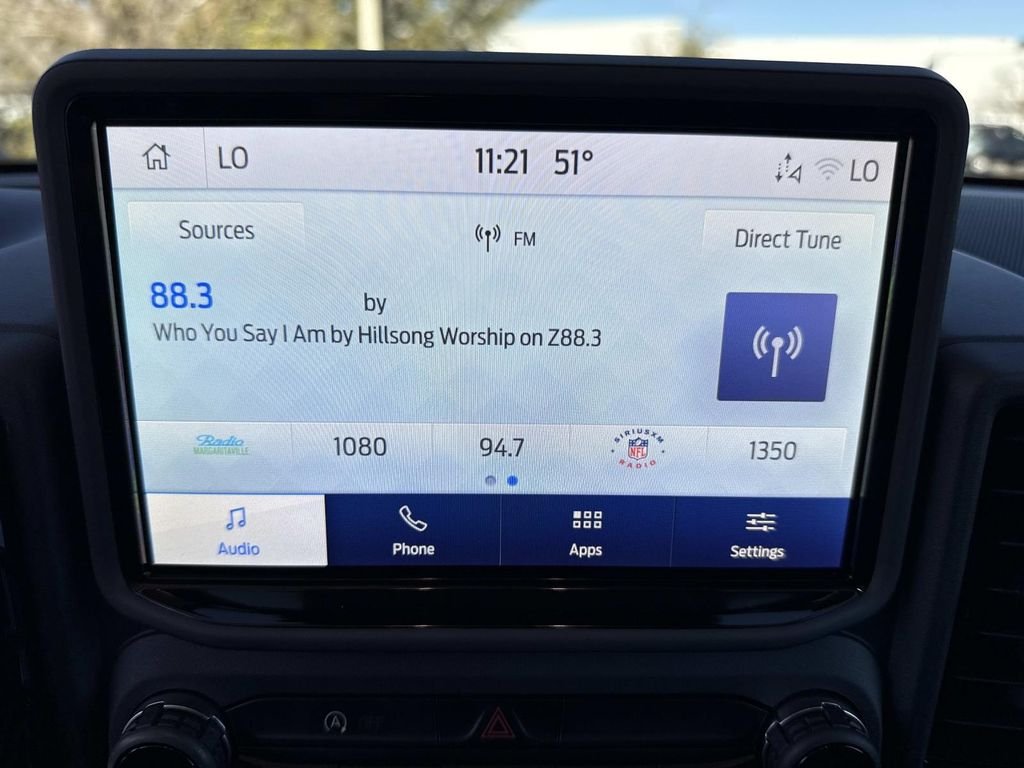 LO 11:21 51° LO
Sources FM Direct Tune
88.3 by
Who You Say I Am by Hillsong Worship on Z88.3
Radio
MARGARITAVILLE
1080 94.7
SIRIUSXM
NFL
RADIO
1350
Audio Phone Apps Settings
A OFF